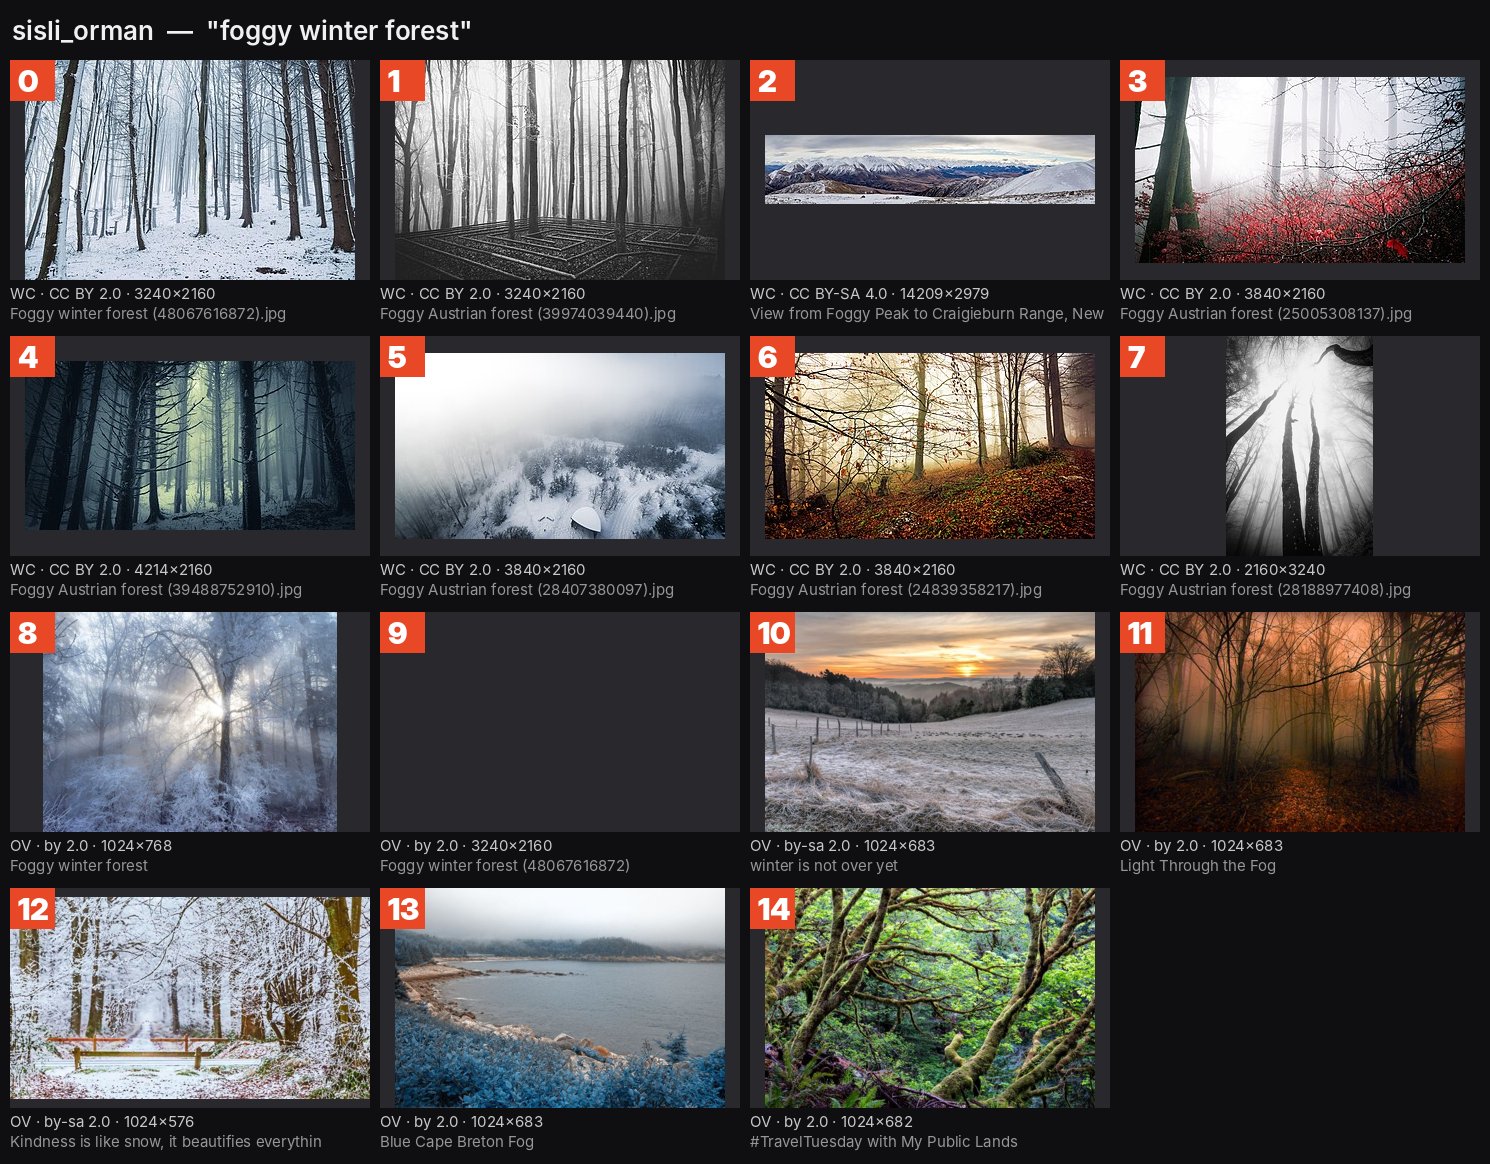 sisli_orman — "foggy winter forest"
0
1
2
3
WC · CC BY 2.0 · 3240×2160
Foggy winter forest (48067616872).jpg
WC · CC BY 2.0 · 3240×2160
Foggy Austrian forest (39974039440).jpg
WC · CC BY-SA 4.0 · 14209×2979
View from Foggy Peak to Craigieburn Range, New
WC · CC BY 2.0 · 3840×2160
Foggy Austrian forest (25005308137).jpg
4
5
6
7
WC · CC BY 2.0 · 4214×2160
Foggy Austrian forest (39488752910).jpg
WC · CC BY 2.0 · 3840×2160
Foggy Austrian forest (28407380097).jpg
WC · CC BY 2.0 · 3840×2160
Foggy Austrian forest (24839358217).jpg
WC · CC BY 2.0 · 2160×3240
Foggy Austrian forest (28188977408).jpg
8
9
10
11
OV · by 2.0 · 1024×768
Foggy winter forest
OV · by 2.0 · 3240×2160
Foggy winter forest (48067616872)
OV · by-sa 2.0 · 1024×683
winter is not over yet
OV · by 2.0 · 1024×683
Light Through the Fog
12
13
14
OV · by-sa 2.0 · 1024×576
Kindness is like snow, it beautifies everythin
OV · by 2.0 · 1024×683
Blue Cape Breton Fog
OV · by 2.0 · 1024×682
#TravelTuesday with My Public Lands